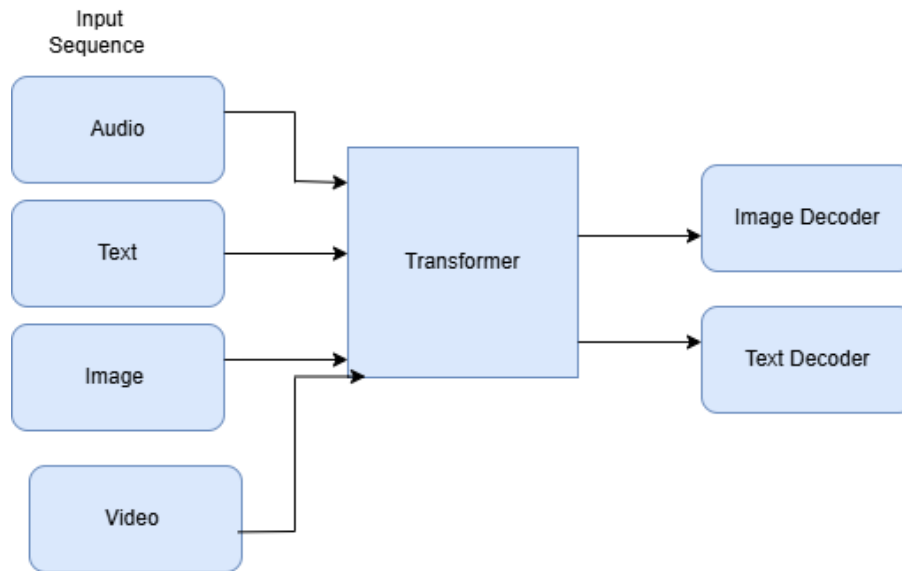 Input
Sequence
Audio
Text
Image
Video
Transformer
Image Decoder
Text Decoder